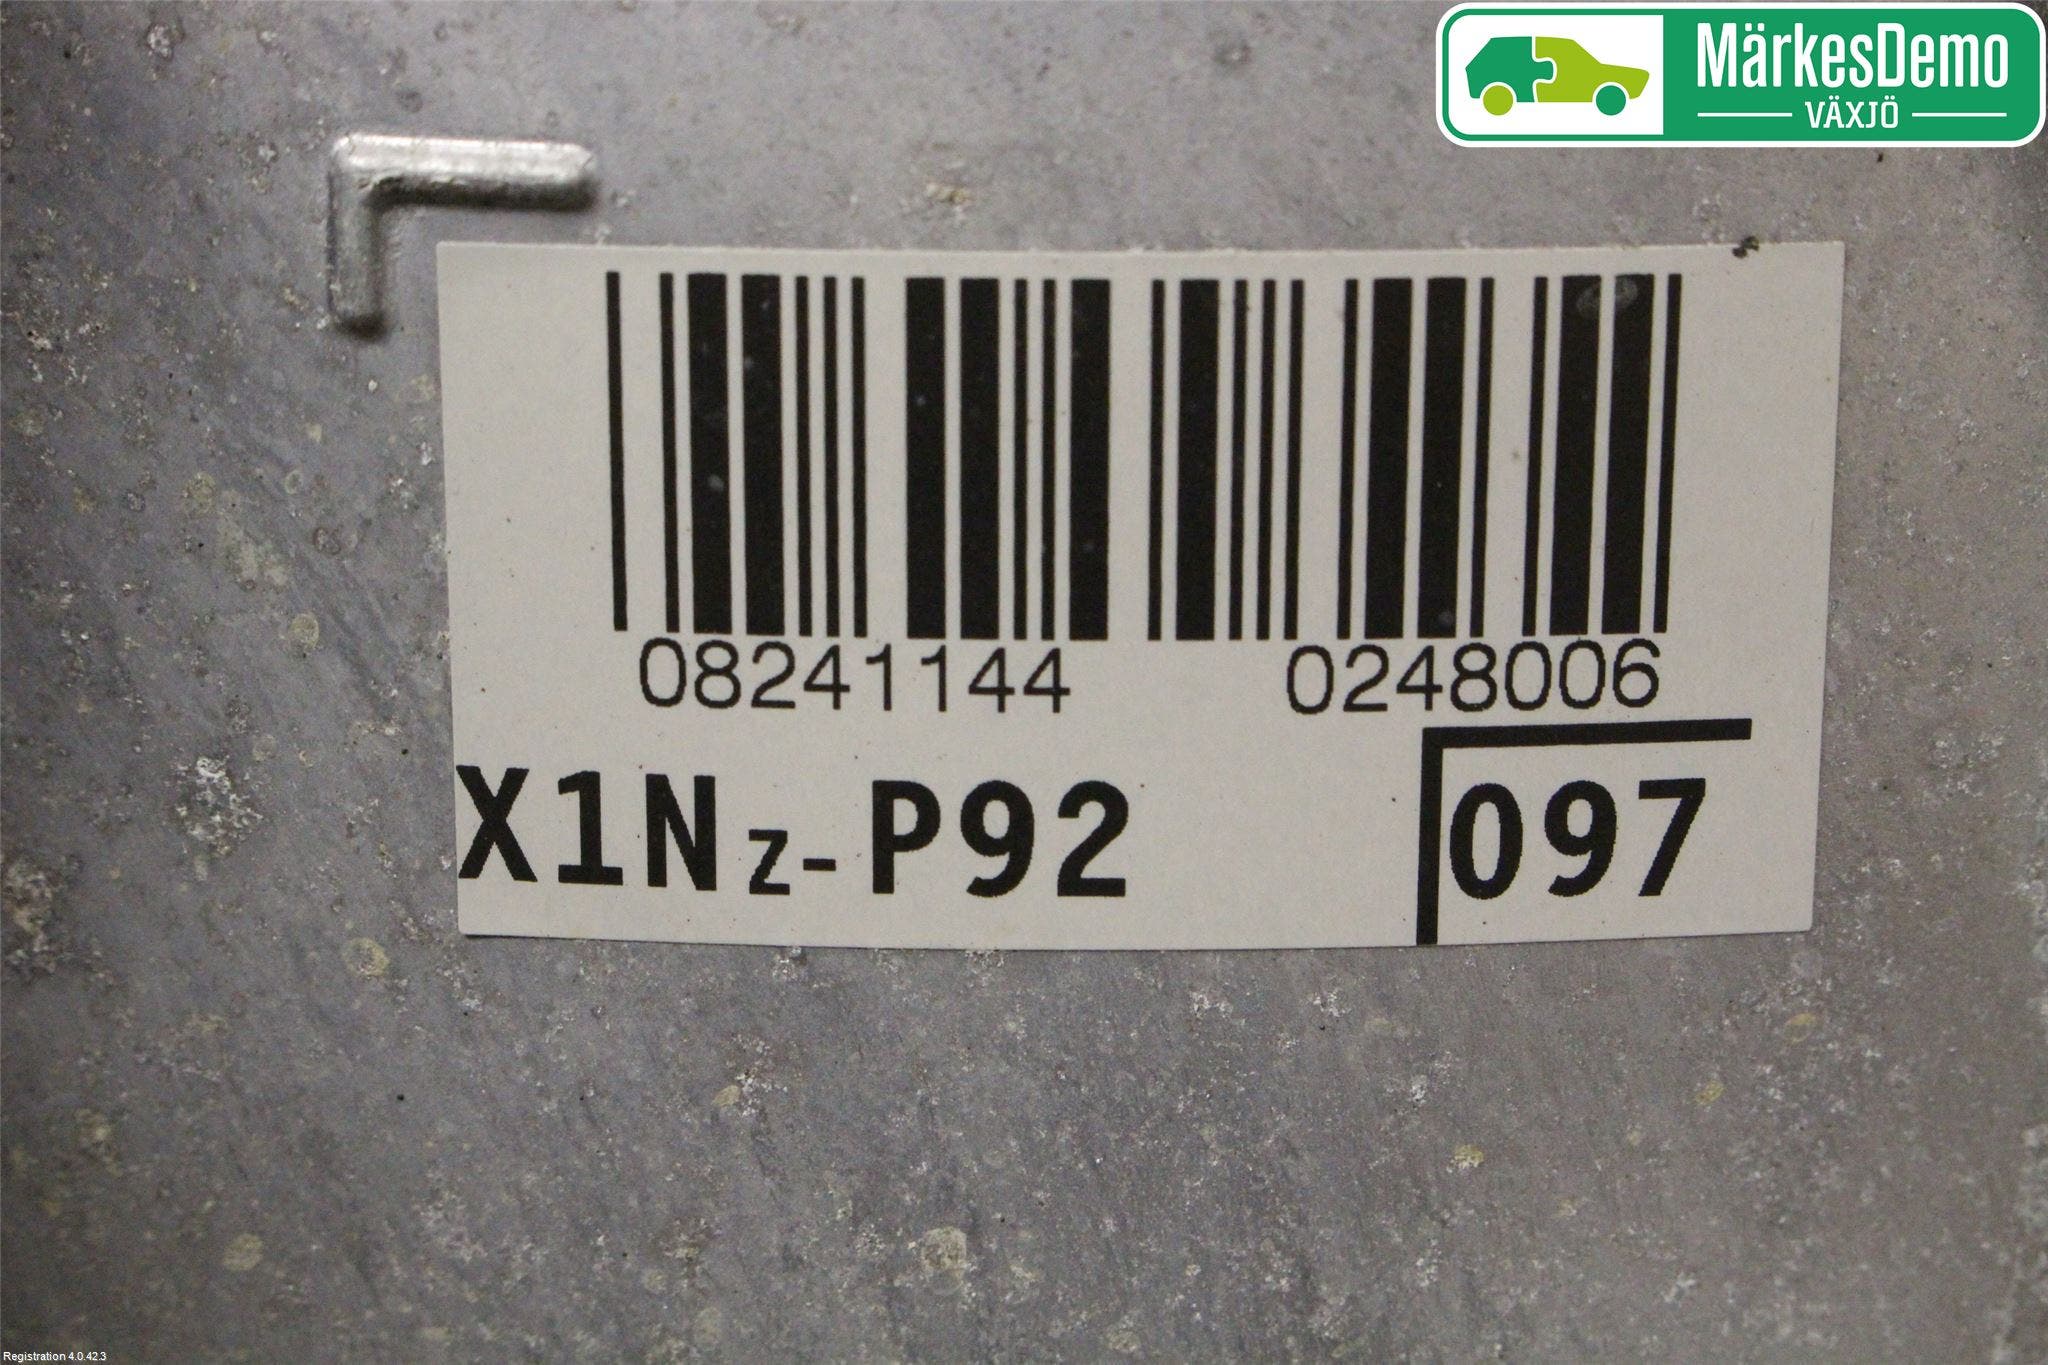 MärkesDemo
VÄXJÖ
08241144 0248006
X1Nz-P92 097
Registration 4.0.42.3